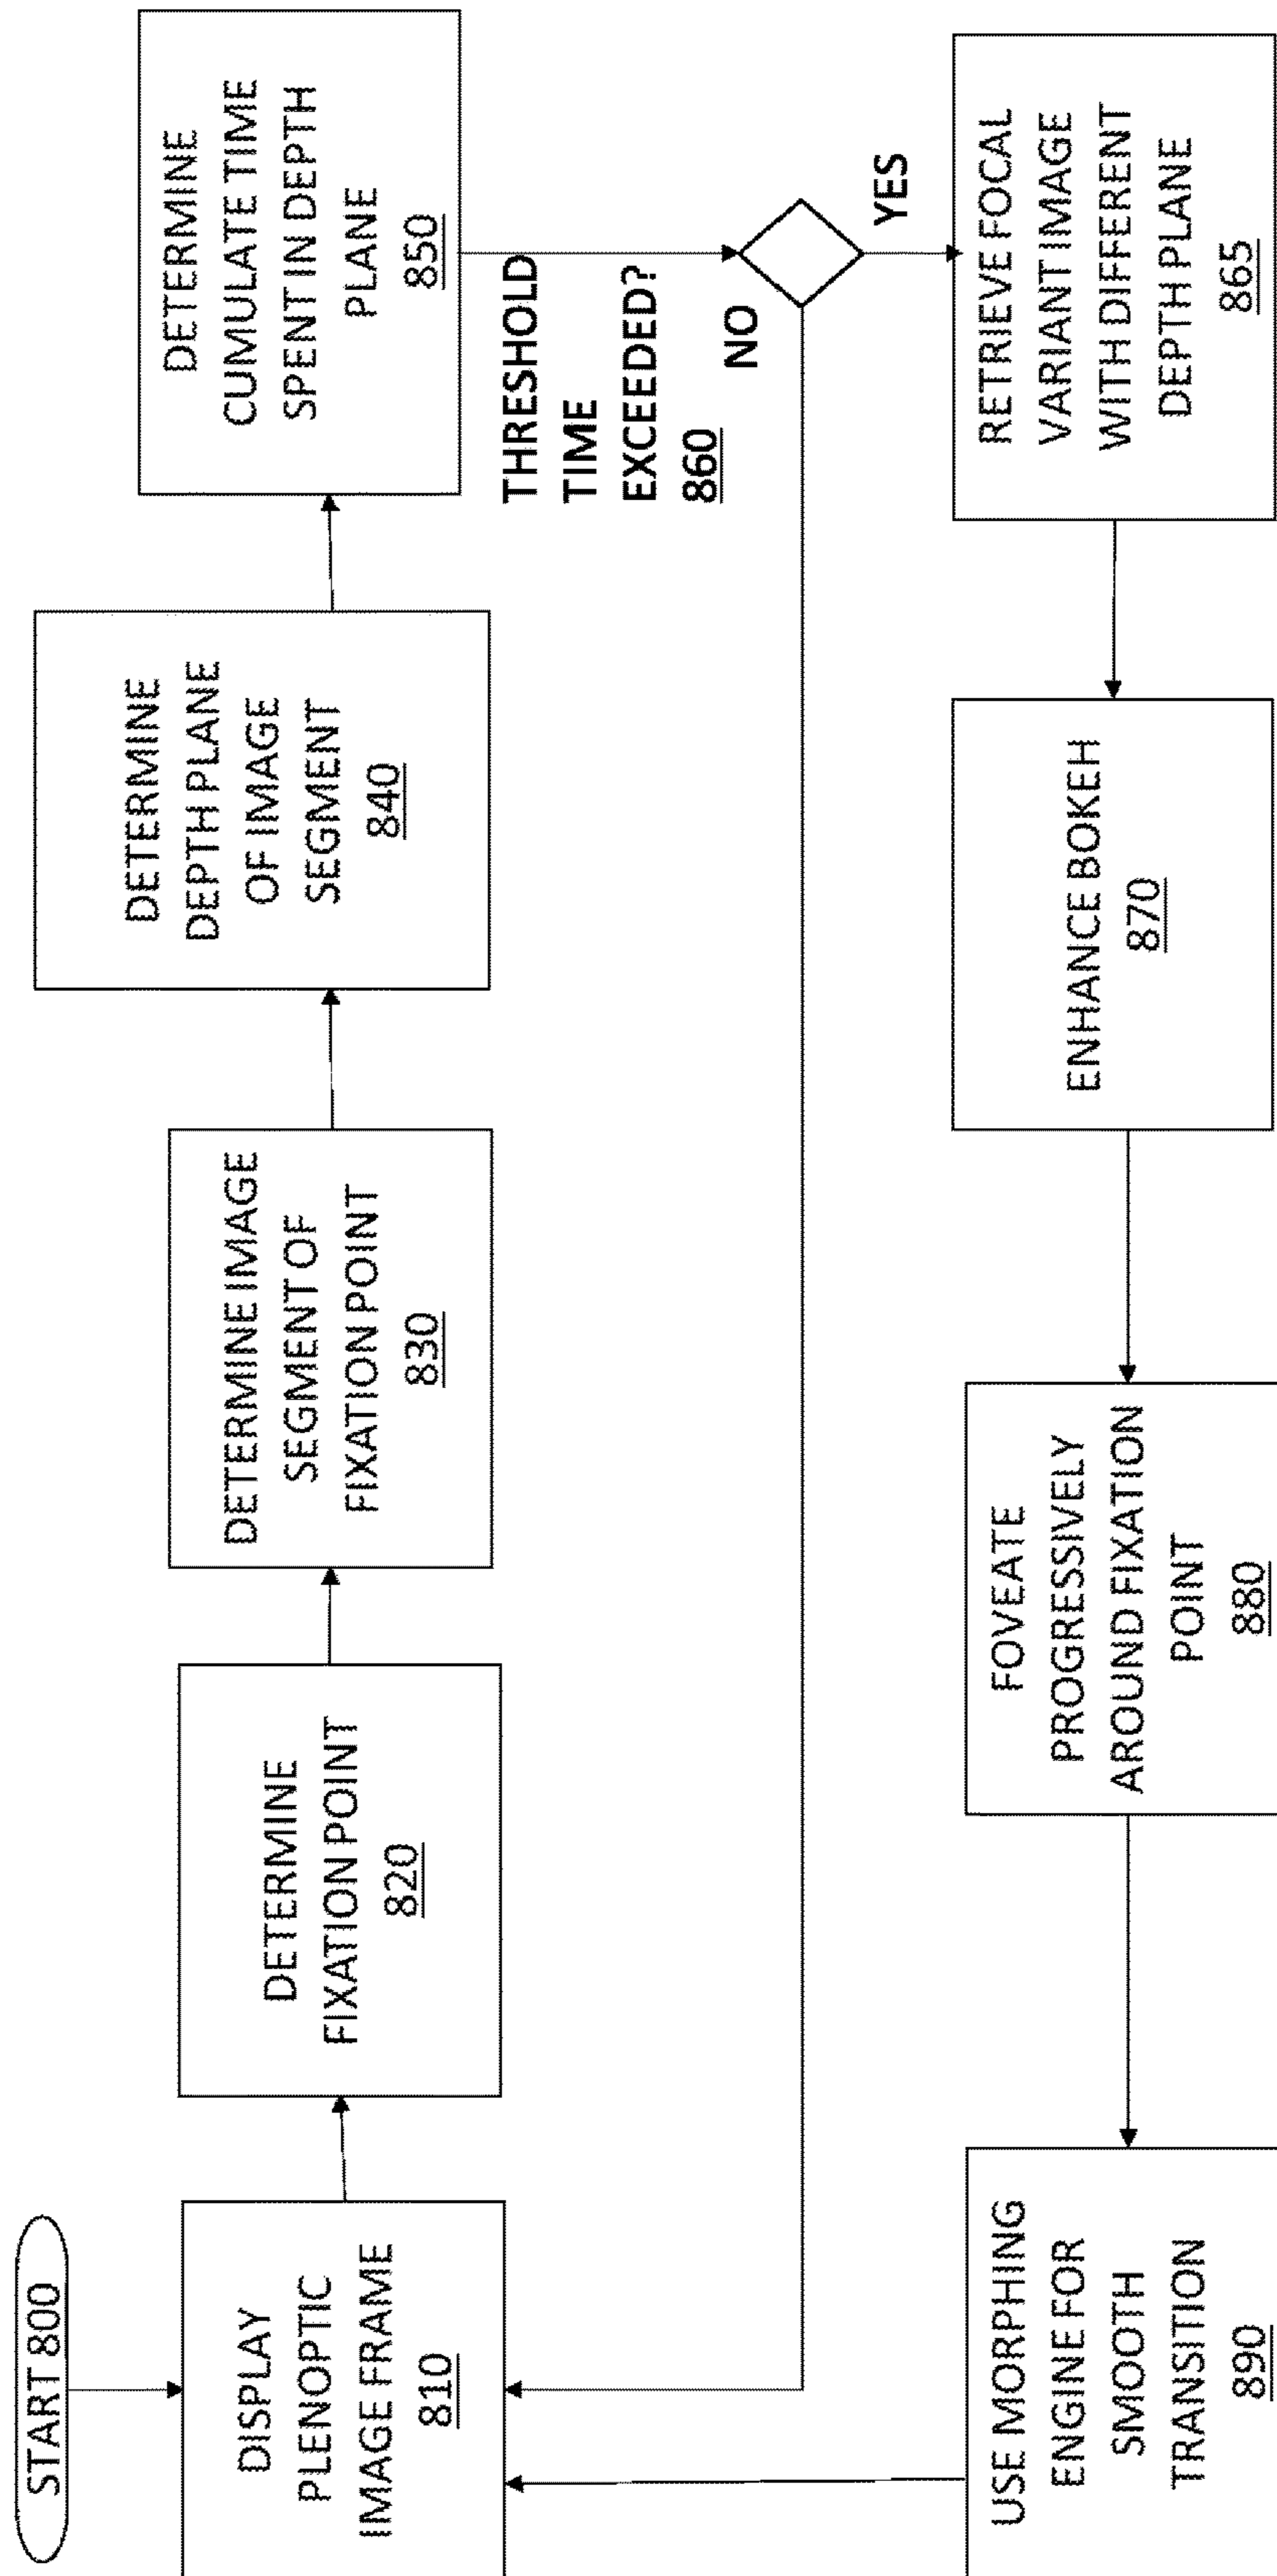 START 800
DISPLAY
PLENOPTIC
IMAGE FRAME
810
DETERMINE
FIXATION POINT
820
DETERMINE IMAGE
SEGMENT OF
FIXATION POINT
830
DETERMINE
DEPTH PLANE
OF IMAGE
SEGMENT
840
DETERMINE
CUMULATE TIME
SPENT IN DEPTH
PLANE
850
THRESHOLD
TIME
EXCEEDED?
860
NO
YES
RETRIEVE FOCAL
VARIANT IMAGE
WITH DIFFERENT
DEPTH PLANE
865
ENHANCE BOKEH
870
FOVEATE
PROGRESSIVELY
AROUND FIXATION
POINT
880
USE MORPHING
ENGINE FOR
SMOOTH
TRANSITION
890